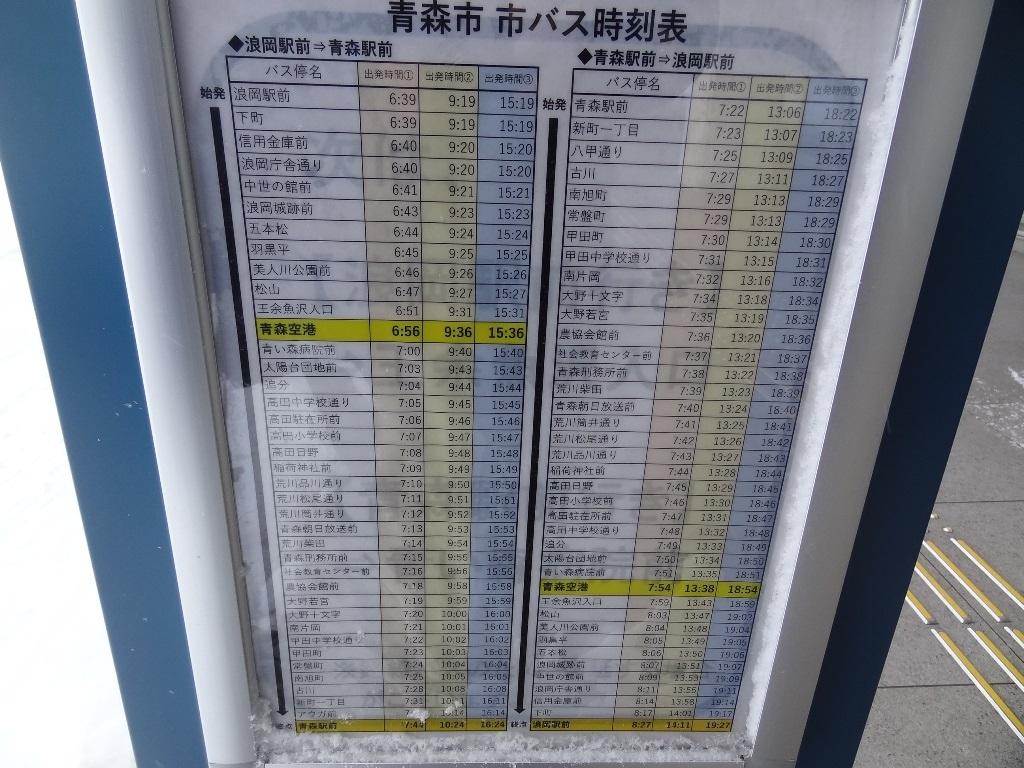 青森市 市バス時刻表
◆浪岡駅前⇒青森駅前
バス停名 出発時間① 出発時間② 出発時間③
始発
浪岡駅前 6:39 9:19 15:19
下町 6:39 9:19 15:19
信用金庫前 6:40 9:20 15:20
浪岡庁舎通り 6:40 9:20 15:20
中世の館前 6:41 9:21 15:21
浪岡城跡前 6:43 9:23 15:23
五本松 6:44 9:24 15:24
羽黒平 6:45 9:25 15:25
美人川公園前 6:46 9:26 15:26
松山 6:47 9:27 15:27
王余魚沢入口 6:51 9:31 15:31
青森空港 6:56 9:36 15:36
青い森病院前 7:00 9:40 15:40
太陽台団地前 7:03 9:43 15:43
追分 7:04 9:44 15:44
高田中学校通り 7:05 9:45 15:45
高田駐在所前 7:06 9:46 15:46
高田小学校前 7:07 9:47 15:47
高田日野 7:08 9:48 15:48
稲荷神社前 7:09 9:49 15:49
荒川品川通り 7:10 9:50 15:50
荒川松尾通り 7:11 9:51 15:51
荒川筒井通り 7:12 9:52 15:52
青森朝日放送前 7:13 9:53 15:53
荒川柴田 7:14 9:54 15:54
青森刑務所前 7:15 9:55 15:55
社会教育センター前 7:16 9:56 15:56
農協会館前 7:18 9:58 15:58
大野若宮 7:19 9:59 15:59
大野十文字 7:20 10:00 16:00
南片岡 7:21 10:01 16:01
甲田中学校通り 7:22 10:02 16:02
甲田町 7:23 10:03 16:03
常盤町 7:24 10:04 16:04
南旭町 7:25 10:05 16:05
古川 7:28 10:08 16:08
新町一丁目 10:11 16:11
アウガ前 16:14
終点
青森駅前 7:44 10:24 16:24
◆青森駅前⇒浪岡駅前
バス停名 出発時間① 出発時間② 出発時間③
始発
青森駅前 7:22 13:06 18:22
新町一丁目 7:23 13:07 18:23
八甲通り 7:25 13:09 18:25
古川 7:27 13:11 18:27
南旭町 7:29 13:13 18:29
常盤町 7:29 13:13 18:29
甲田町 7:30 13:14 18:30
甲田中学校通り 7:31 13:15 18:31
南片岡 7:32 13:16 18:32
大野十文字 7:34 13:18 18:34
大野若宮 7:35 13:19 18:35
農協会館前 7:36 13:20 18:36
社会教育センター前 7:37 13:21 18:37
青森刑務所前 7:38 13:22 18:38
荒川柴田 7:39 13:23 18:39
青森朝日放送前 7:40 13:24 18:40
荒川筒井通り 7:41 13:25 18:41
荒川松尾通り 7:42 13:26 18:42
荒川品川通り 7:43 13:27 18:43
稲荷神社前 7:44 13:28 18:44
高田日野 7:45 13:29 18:45
高田小学校前 7:46 13:30 18:46
高田駐在所前 7:47 13:31 18:47
高田中学校通り 7:48 13:32 18:48
追分 7:49 13:33 18:49
太陽台団地前 7:50 13:34 18:50
青い森病院前 7:51 13:35 18:51
青森空港 7:54 13:38 18:54
王余魚沢入口 7:59 13:43 18:59
松山 8:03 13:47 19:03
美人川公園前 8:04 13:48 19:04
羽黒平 8:05 13:49 19:05
五本松 8:06 13:50 19:06
浪岡城跡前 8:07 13:51 19:07
中世の館前 8:09 13:53 19:09
浪岡庁舎通り 8:11 13:55 19:11
信用金庫前 8:14 13:58 19:14
下町 8:17 14:01 19:17
終点
浪岡駅前 8:27 14:11 19:27